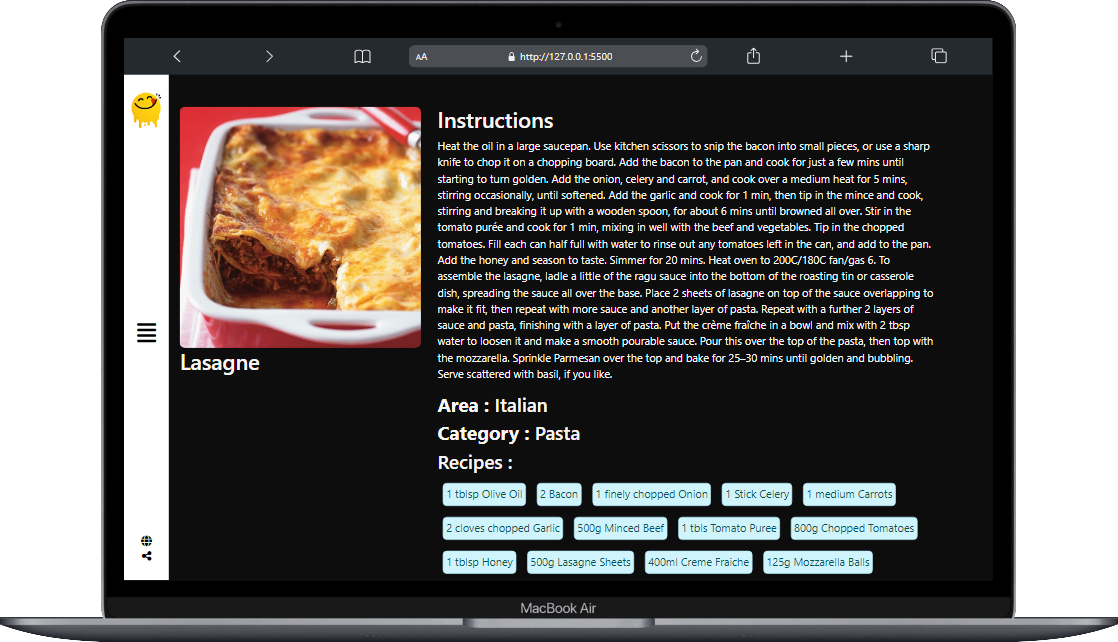 AA http://127.0.0.1:5500
Lasagne
Instructions
Heat the oil in a large saucepan. Use kitchen scissors to snip the bacon into small pieces, or use a sharp
knife to chop it on a chopping board. Add the bacon to the pan and cook for just a few mins until
starting to turn golden. Add the onion, celery and carrot, and cook over a medium heat for 5 mins,
stirring occasionally, until softened. Add the garlic and cook for 1 min, then tip in the mince and cook,
stirring and breaking it up with a wooden spoon, for about 6 mins until browned all over. Stir in the
tomato purée and cook for 1 min, mixing in well with the beef and vegetables. Tip in the chopped
tomatoes. Fill each can half full with water to rinse out any tomatoes left in the can, and add to the pan.
Add the honey and season to taste. Simmer for 20 mins. Heat oven to 200C/180C fan/gas 6. To
assemble the lasagne, ladle a little of the ragu sauce into the bottom of the roasting tin or casserole
dish, spreading the sauce all over the base. Place 2 sheets of lasagne on top of the sauce overlapping to
make it fit, then repeat with more sauce and another layer of pasta. Repeat with a further 2 layers of
sauce and pasta, finishing with a layer of pasta. Put the crème fraîche in a bowl and mix with 2 tbsp
water to loosen it and make a smooth pourable sauce. Pour this over the top of the pasta, then top with
the mozzarella. Sprinkle Parmesan over the top and bake for 25–30 mins until golden and bubbling.
Serve scattered with basil, if you like.
Area : Italian
Category : Pasta
Recipes :
1 tblsp Olive Oil 2 Bacon 1 finely chopped Onion 1 Stick Celery 1 medium Carrots
2 cloves chopped Garlic 500g Minced Beef 1 tbls Tomato Puree 800g Chopped Tomatoes
1 tblsp Honey 500g Lasagne Sheets 400ml Creme Fraiche 125g Mozzarella Balls
MacBook Air